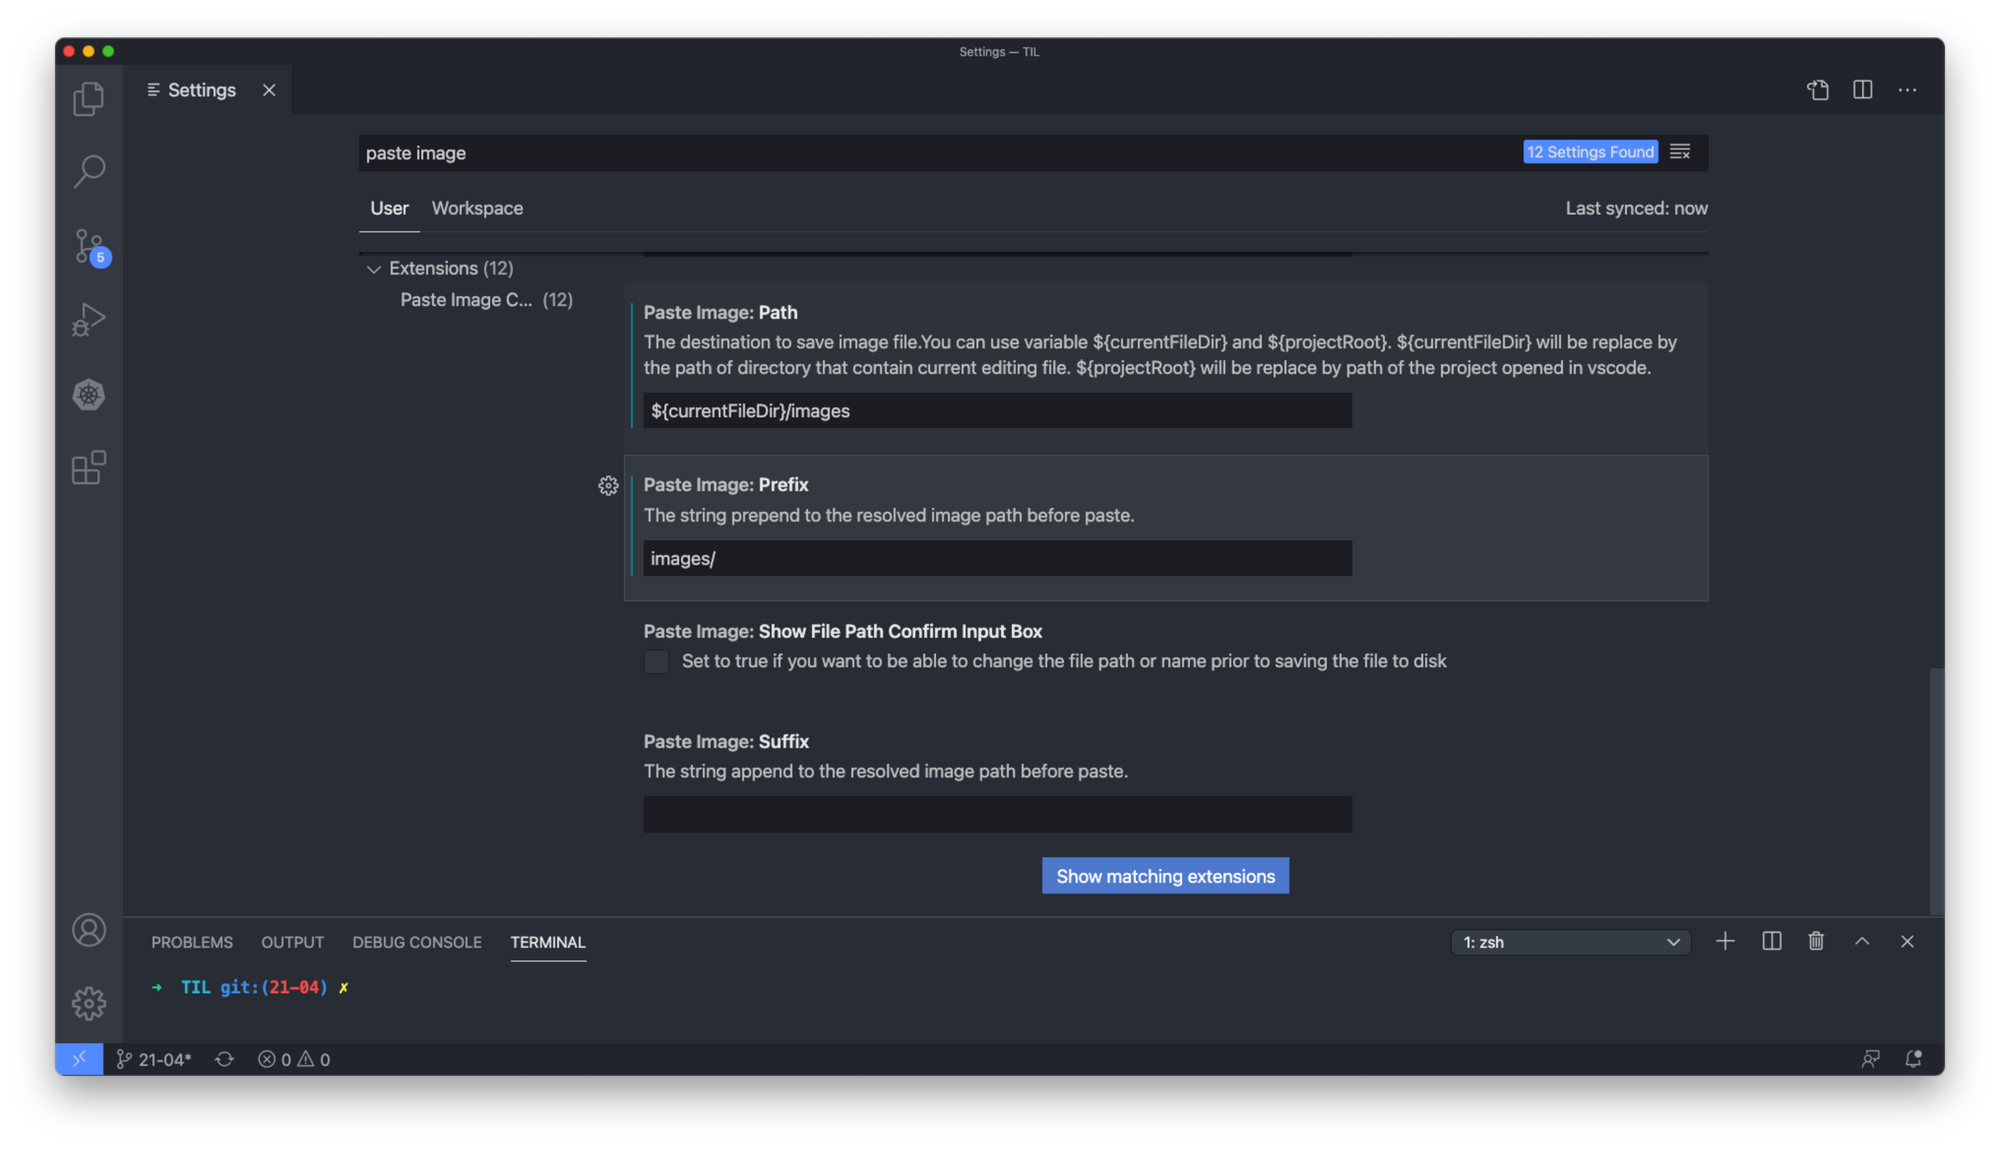 Settings — TIL
Settings
paste image
12 Settings Found
User
Workspace
Last synced: now
Extensions (12)
Paste Image C... (12)
Paste Image: Path
The destination to save image file.You can use variable ${currentFileDir} and ${projectRoot}. ${currentFileDir} will be replace by
the path of directory that contain current editing file. ${projectRoot} will be replace by path of the project opened in vscode.
${currentFileDir}/images
Paste Image: Prefix
The string prepend to the resolved image path before paste.
images/
Paste Image: Show File Path Confirm Input Box
Set to true if you want to be able to change the file path or name prior to saving the file to disk
Paste Image: Suffix
The string append to the resolved image path before paste.
Show matching extensions
5
PROBLEMS
OUTPUT
DEBUG CONSOLE
TERMINAL
1: zsh
➜ TIL git:(21-04) ✗
21-04*
0
0